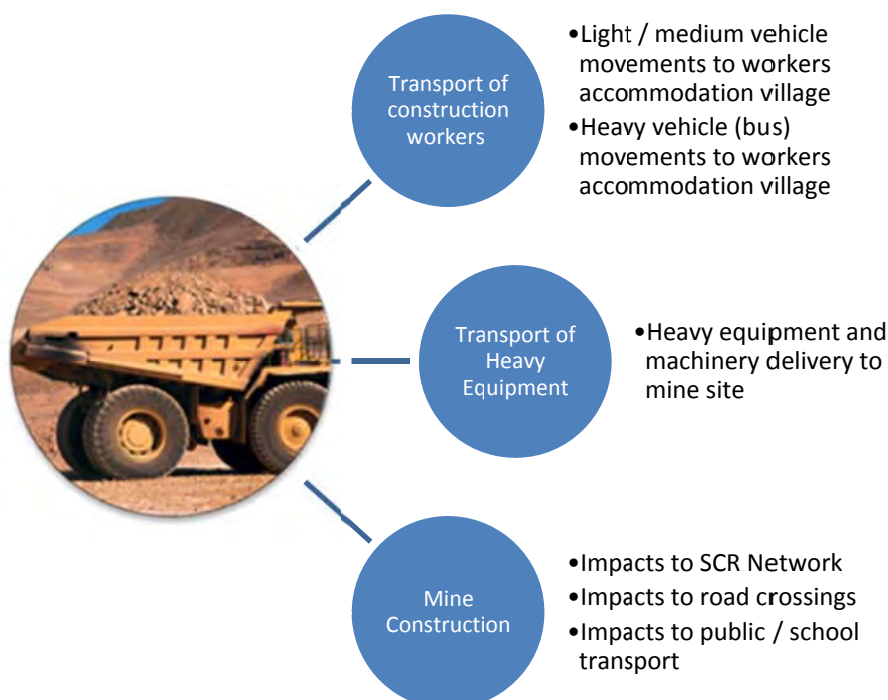 Transport of
construction
workers
•Light / medium vehicle
movements to workers
accommodation village
•Heavy vehicle (bus)
movements to workers
accommodation village
Transport of
Heavy
Equipment
•Heavy equipment and
machinery delivery to
mine site
Mine
Construction
•Impacts to SCR Network
•Impacts to road crossings
•Impacts to public / school
transport